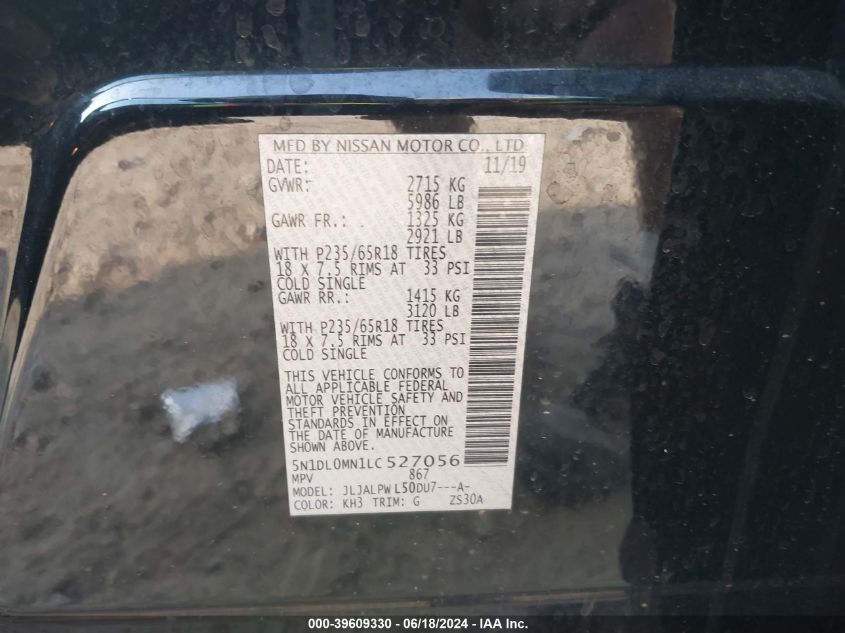 MFD BY NISSAN MOTOR CO., LTD
DATE: 11/19
GVWR: 2715 KG
5986 LB
GAWR FR.: 1325 KG
2921 LB
WITH P235/65R18 TIRES
18 X 7.5 RIMS AT 33 PSI
COLD SINGLE
GAWR RR.: 1415 KG
3120 LB
WITH P235/65R18 TIRES
18 X 7.5 RIMS AT 33 PSI
COLD SINGLE
THIS VEHICLE CONFORMS TO
ALL APPLICABLE FEDERAL
MOTOR VEHICLE SAFETY AND
THEFT PREVENTION
STANDARDS IN EFFECT ON
THE DATE OF MANUFACTURE
SHOWN ABOVE.
5N1DL0MN1LC 527056
MPV 867
MODEL: JLJALPW L50DU7---A-
COLOR: KH3 TRIM: G ZS30A
000-39609330 - 06/18/2024 - IAA Inc.